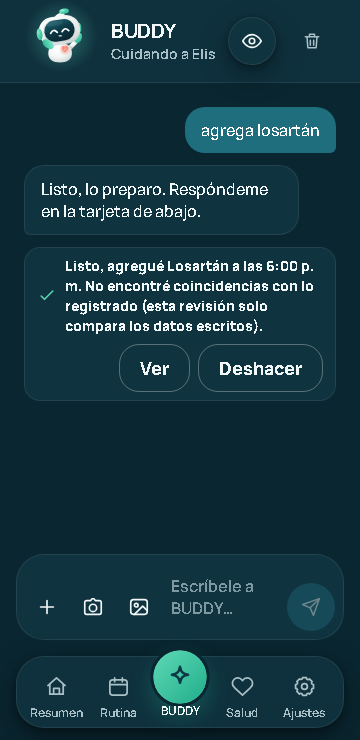 BUDDY
Cuidando a Elis
agrega losartán
Listo, lo preparo. Respóndeme
en la tarjeta de abajo.
Listo, agregué Losartán a las 6:00 p.
m. No encontré coincidencias con lo
registrado (esta revisión solo
compara los datos escritos).
Ver
Deshacer
Escríbele a
BUDDY…
Resumen
Rutina
BUDDY
Salud
Ajustes